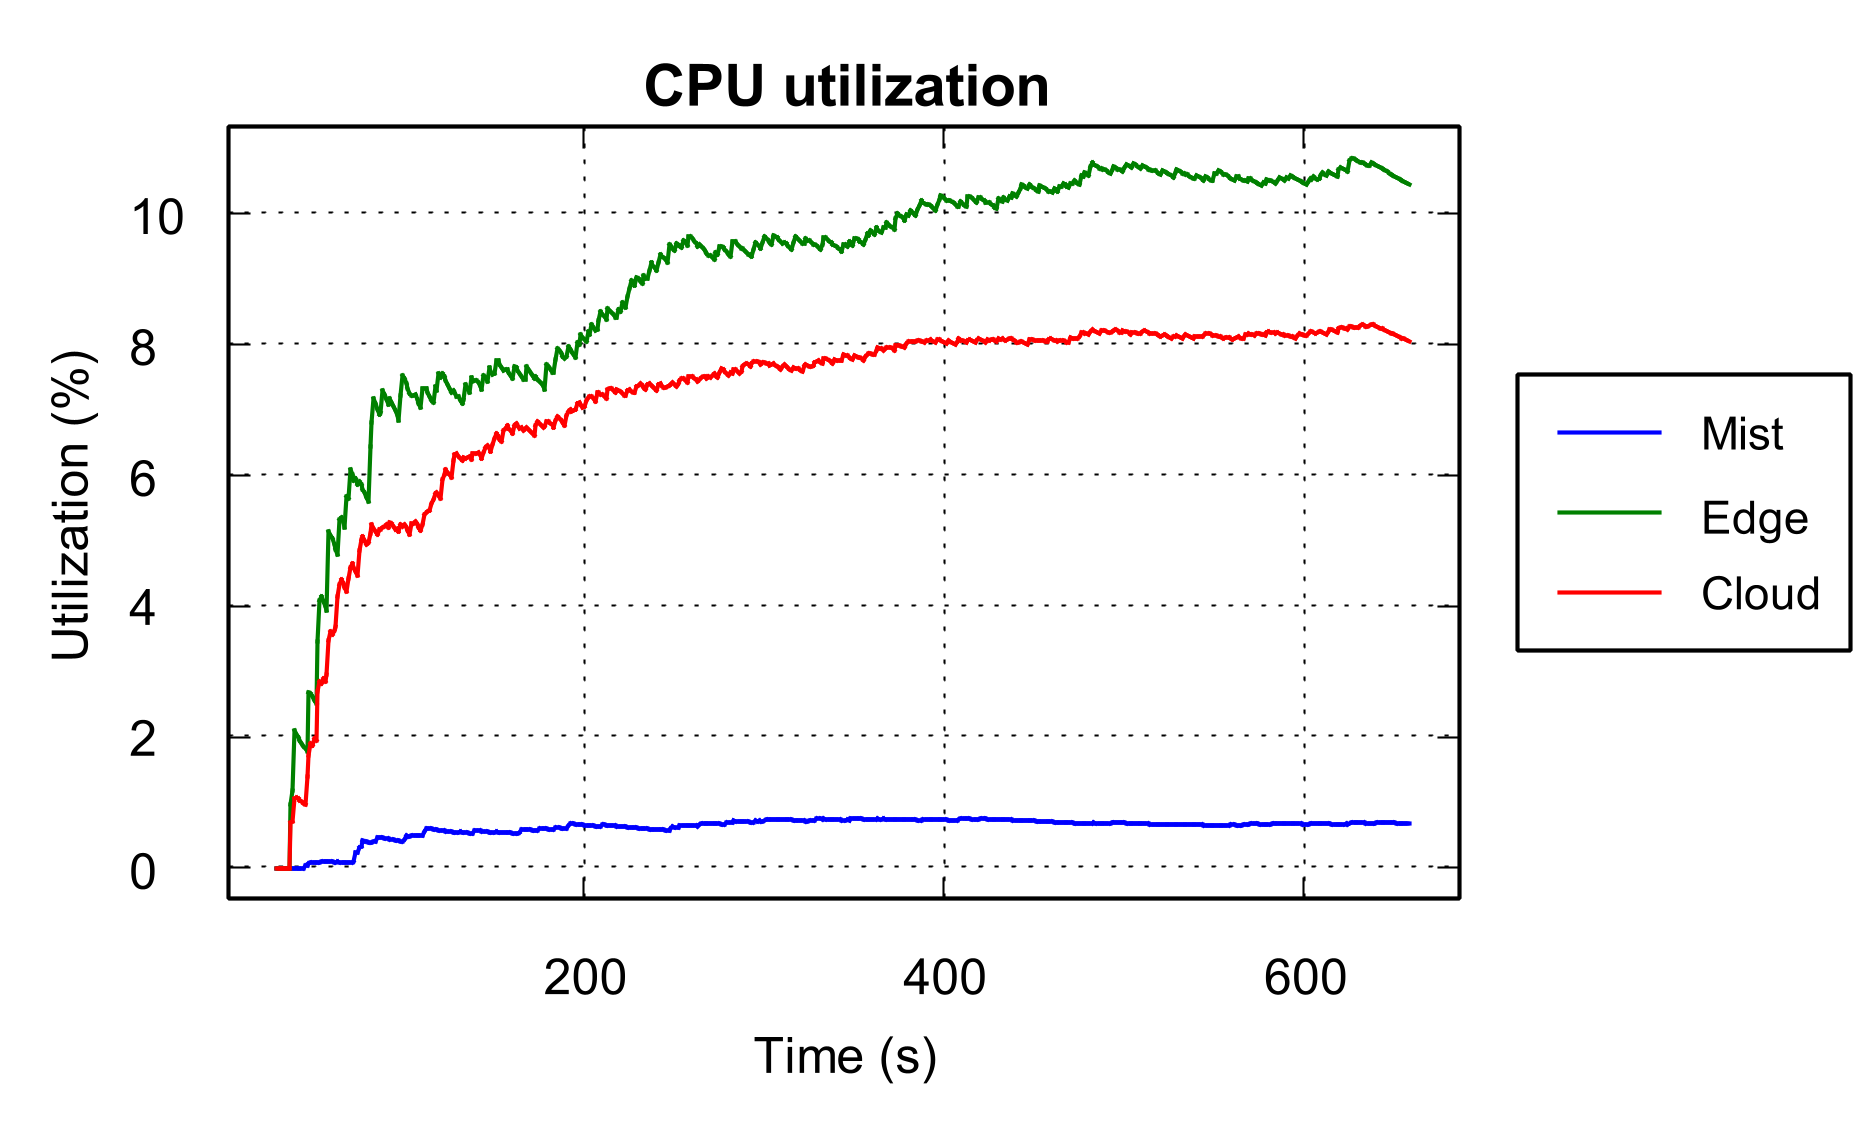 CPU utilization
Utilization (%)
10
8
6
4
2
0
200 400 600
Time (s)
Mist
Edge
Cloud